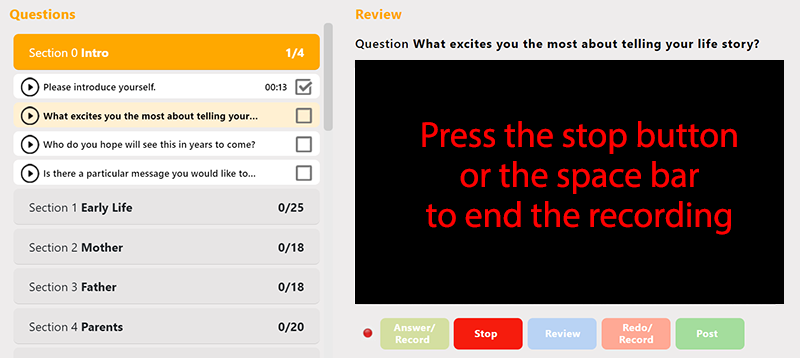 Questions
Section 0 Intro 1/4
Please introduce yourself. 00:13
What excites you the most about telling your...
Who do you hope will see this in years to come?
Is there a particular message you would like to...
Section 1 Early Life 0/25
Section 2 Mother 0/18
Section 3 Father 0/18
Section 4 Parents 0/20
Review
Question What excites you the most about telling your life story?
Press the stop button
or the space bar
to end the recording
Answer/
Record
Stop
Review
Redo/
Record
Post